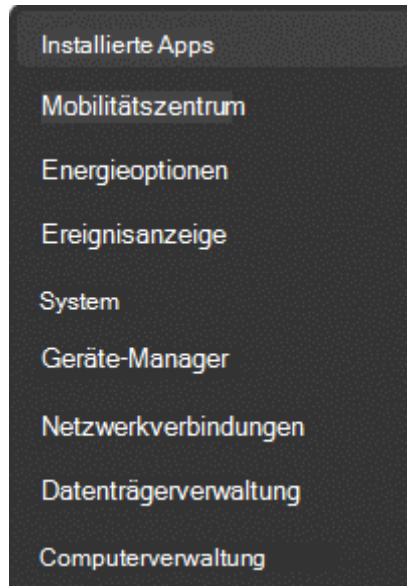 Installierte Apps
Mobilitätszentrum
Energieoptionen
Ereignisanzeige
System
Geräte-Manager
Netzwerkverbindungen
Datenträgerverwaltung
Computerverwaltung